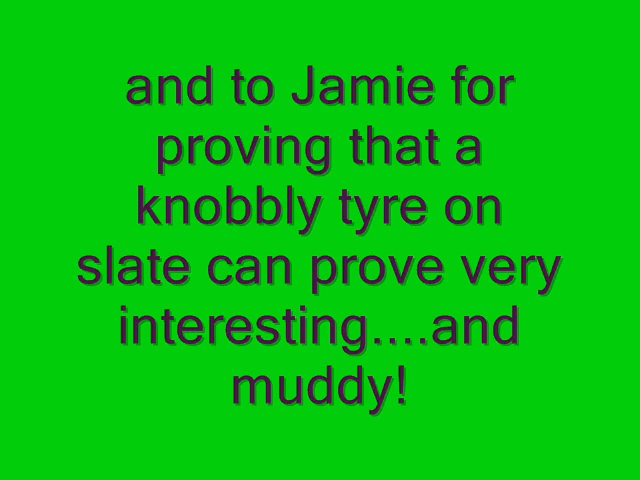 and to Jamie for
proving that a
knobbly tyre on
slate can prove very
interesting....and
muddy!